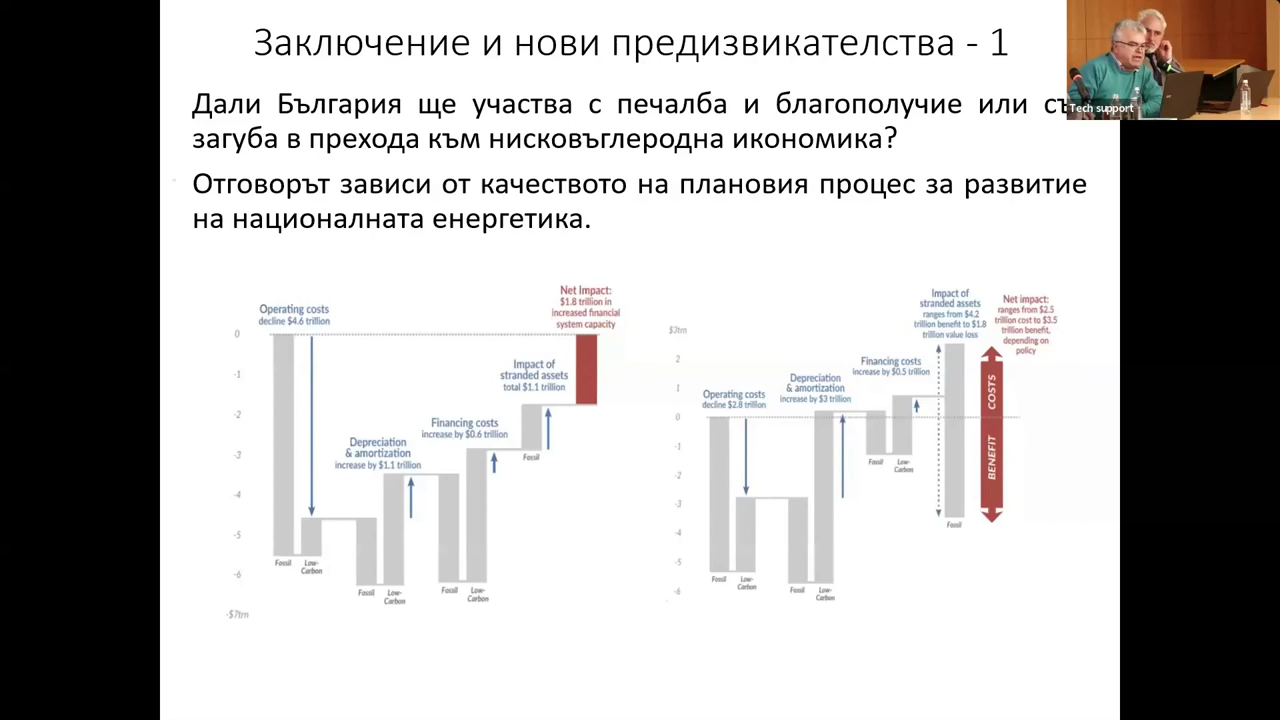 Заключение и нови предизвикателства - 1
Tech support
Дали България ще участва с печалба и благополучие или
загуба в прехода към нисковъглеродна икономика?
Отговорът зависи от качеството на плановия процес за развитие
на националната енергетика.
Operating costs
decline $4.6 trillion
0
-1
-2
-3
-4
-5
-6
-$7trn
Fossil
Low-
Carbon
Depreciation
& amortization
increase by $1.1 trillion
Fossil
Low-
Carbon
Financing costs
increase by $0.6 trillion
Fossil
Low-
Carbon
Impact of
stranded assets
total $1.1 trillion
Fossil
Net Impact:
$1.8 trillion in
increased financial
system capacity
$3trn
2
1
0
-1
-2
-3
-4
-5
-6
Operating costs
decline $2.8 trillion
Fossil
Low-
Carbon
Depreciation
& amortization
increase by $3 trillion
Fossil
Low-
Carbon
Financing costs
increase by $0.5 trillion
Fossil
Low-
Carbon
Impact of
stranded assets
ranges from $4.2
trillion benefit to $1.8
trillion value loss
Fossil
Net impact:
ranges from $2.5
trillion cost to $3.5
trillion benefit,
depending on
policy
COSTS
BENEFIT